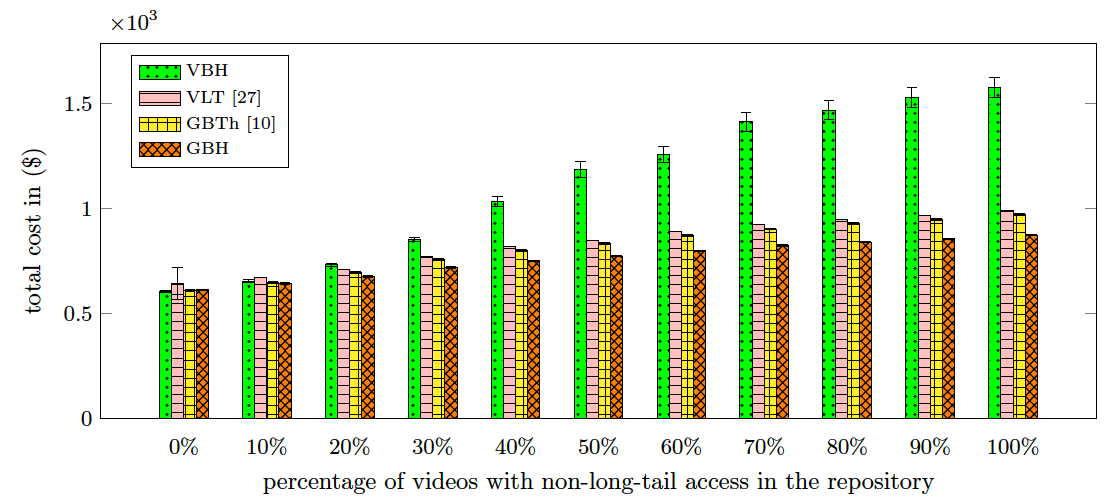 ×10³
VBH
VLT [27]
GBTh [10]
GBH
1.5
1
0.5
0
total cost in ($)
0% 10% 20% 30% 40% 50% 60% 70% 80% 90% 100%
percentage of videos with non-long-tail access in the repository